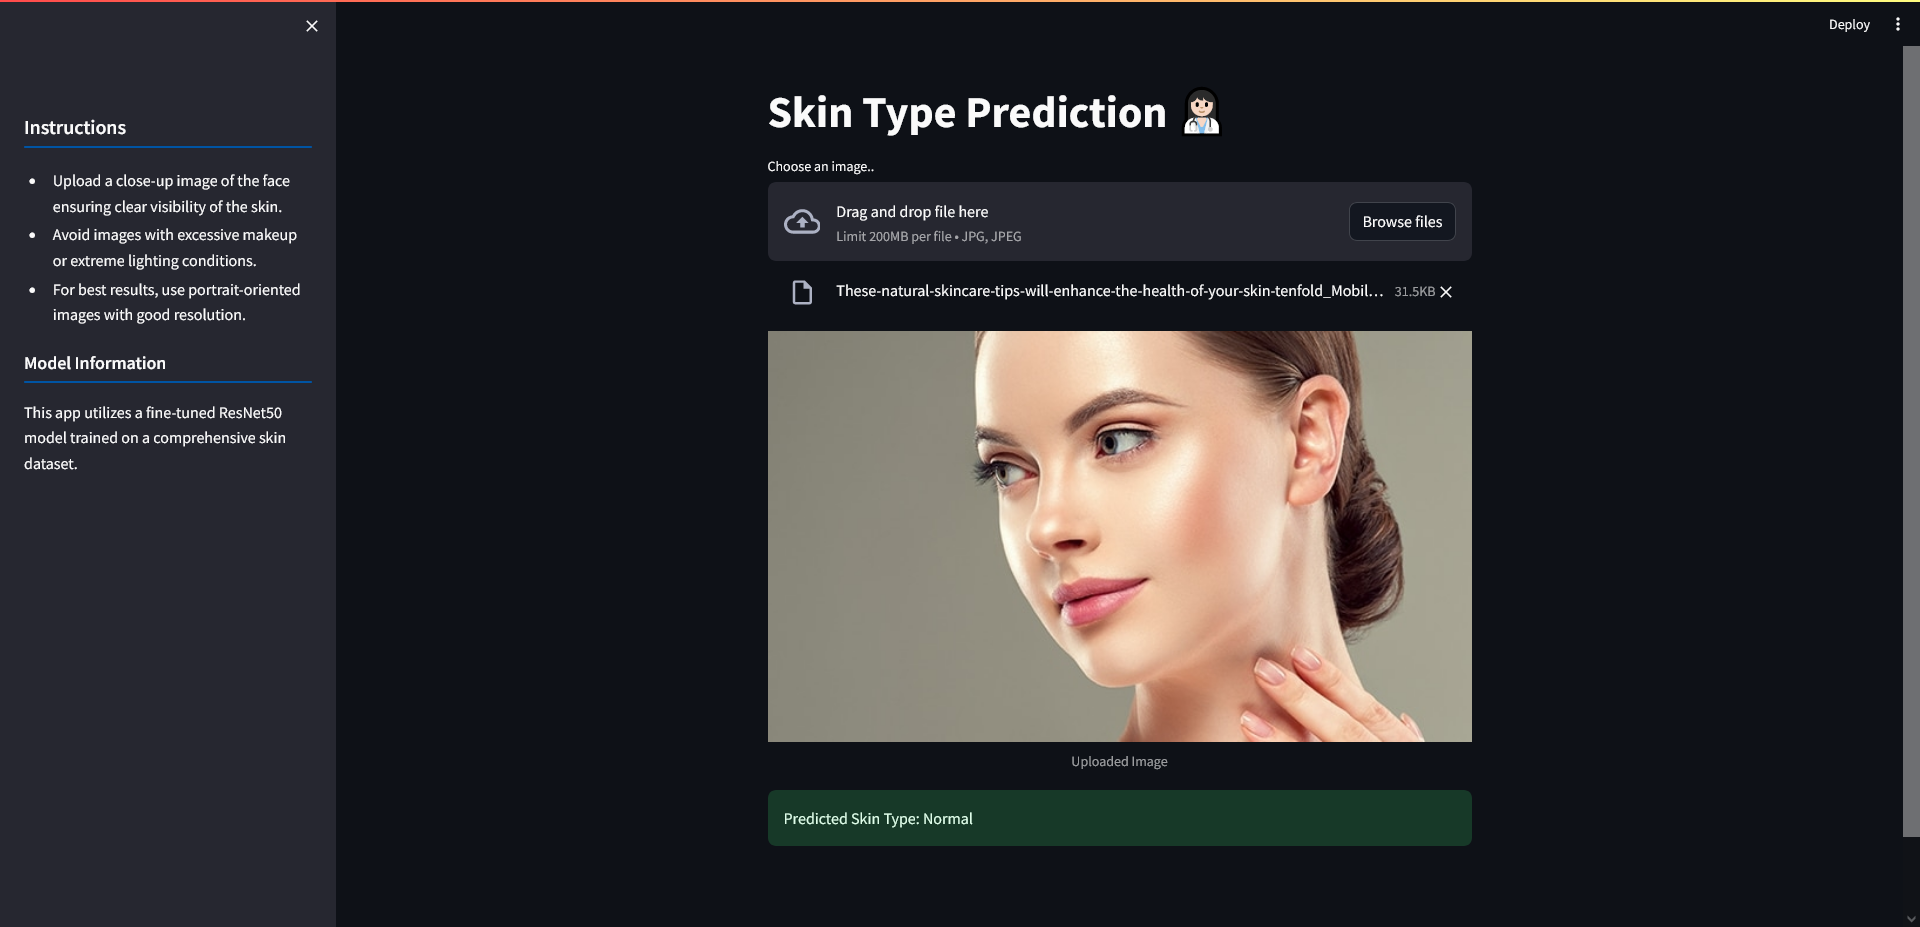 Deploy
Instructions
Upload a close-up image of the face
ensuring clear visibility of the skin.
Avoid images with excessive makeup
or extreme lighting conditions.
For best results, use portrait-oriented
images with good resolution.
Model Information
This app utilizes a fine-tuned ResNet50
model trained on a comprehensive skin
dataset.
Skin Type Prediction
Choose an image..
Drag and drop file here
Limit 200MB per file • JPG, JPEG
Browse files
These-natural-skincare-tips-will-enhance-the-health-of-your-skin-tenfold_Mobil... 31.5KB
Uploaded Image
Predicted Skin Type: Normal